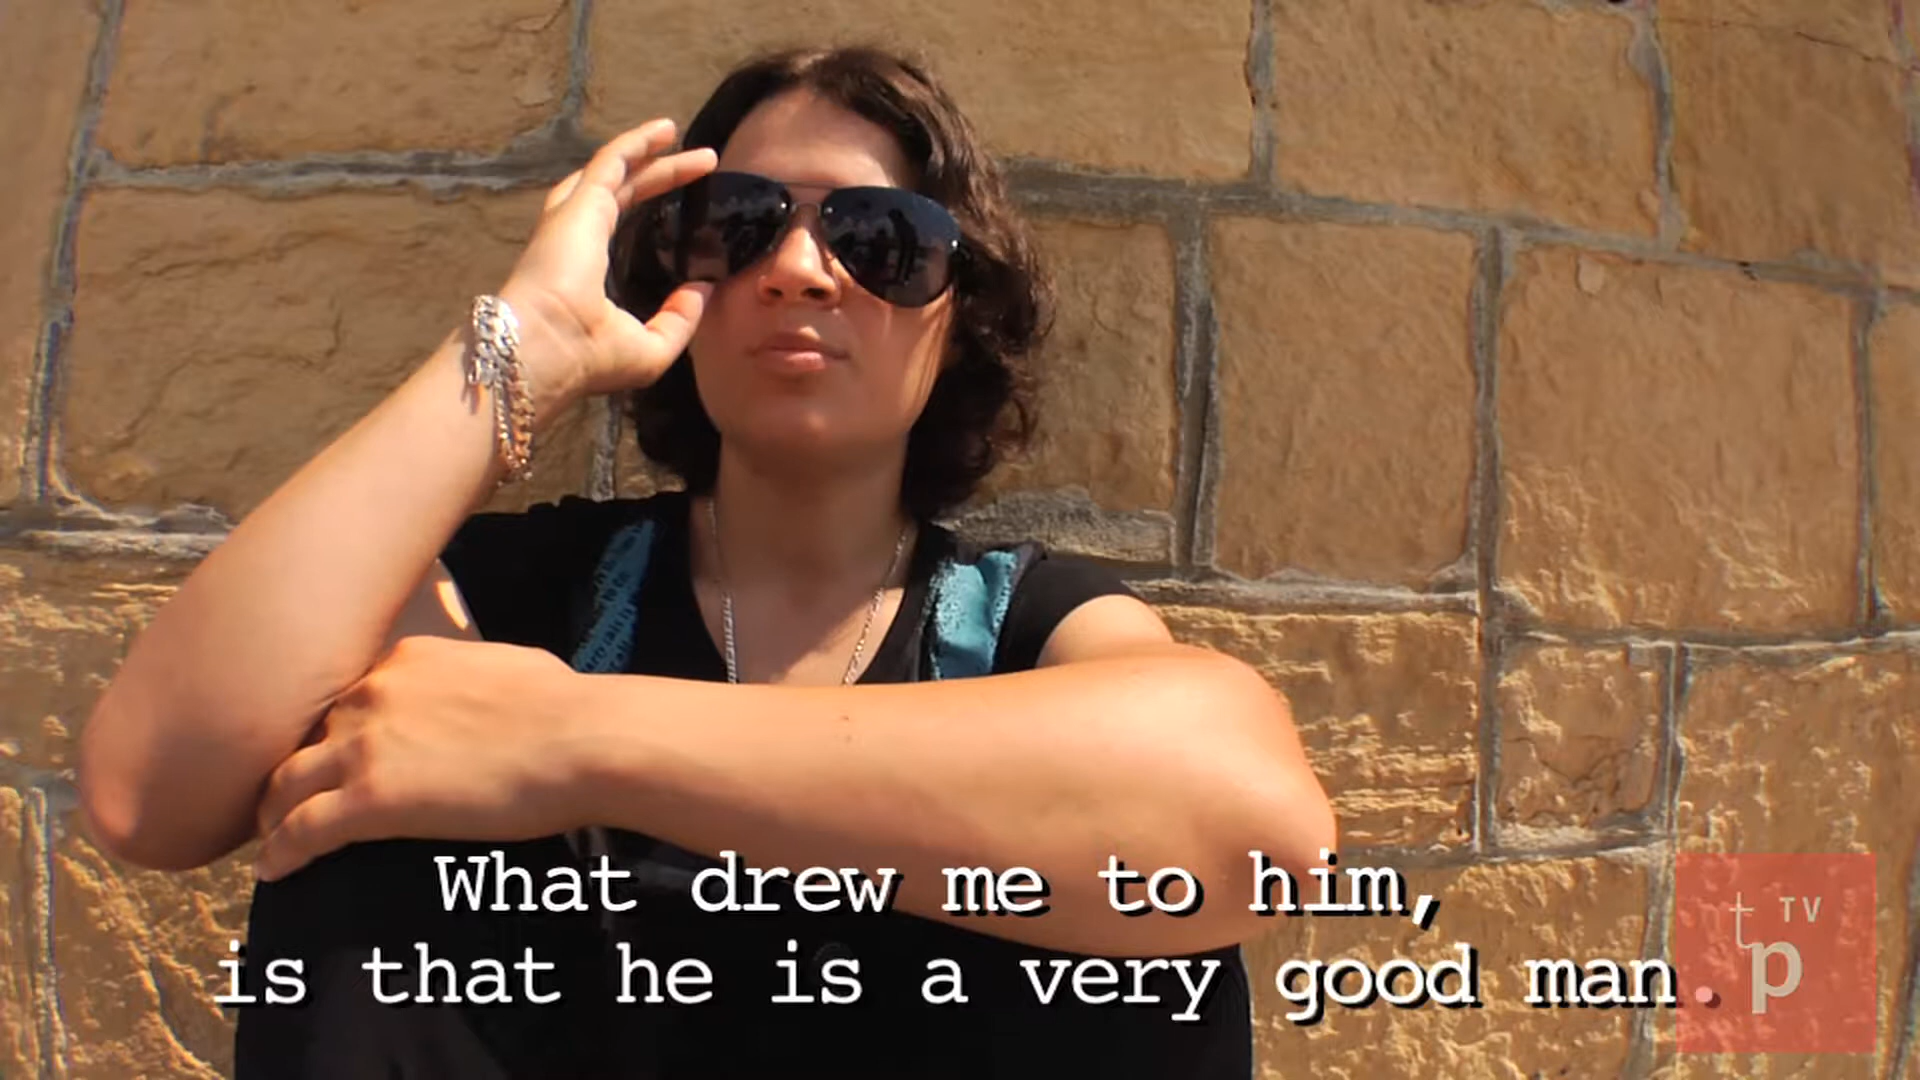 What drew me to him,
is that he is a very good man.
t TV
p